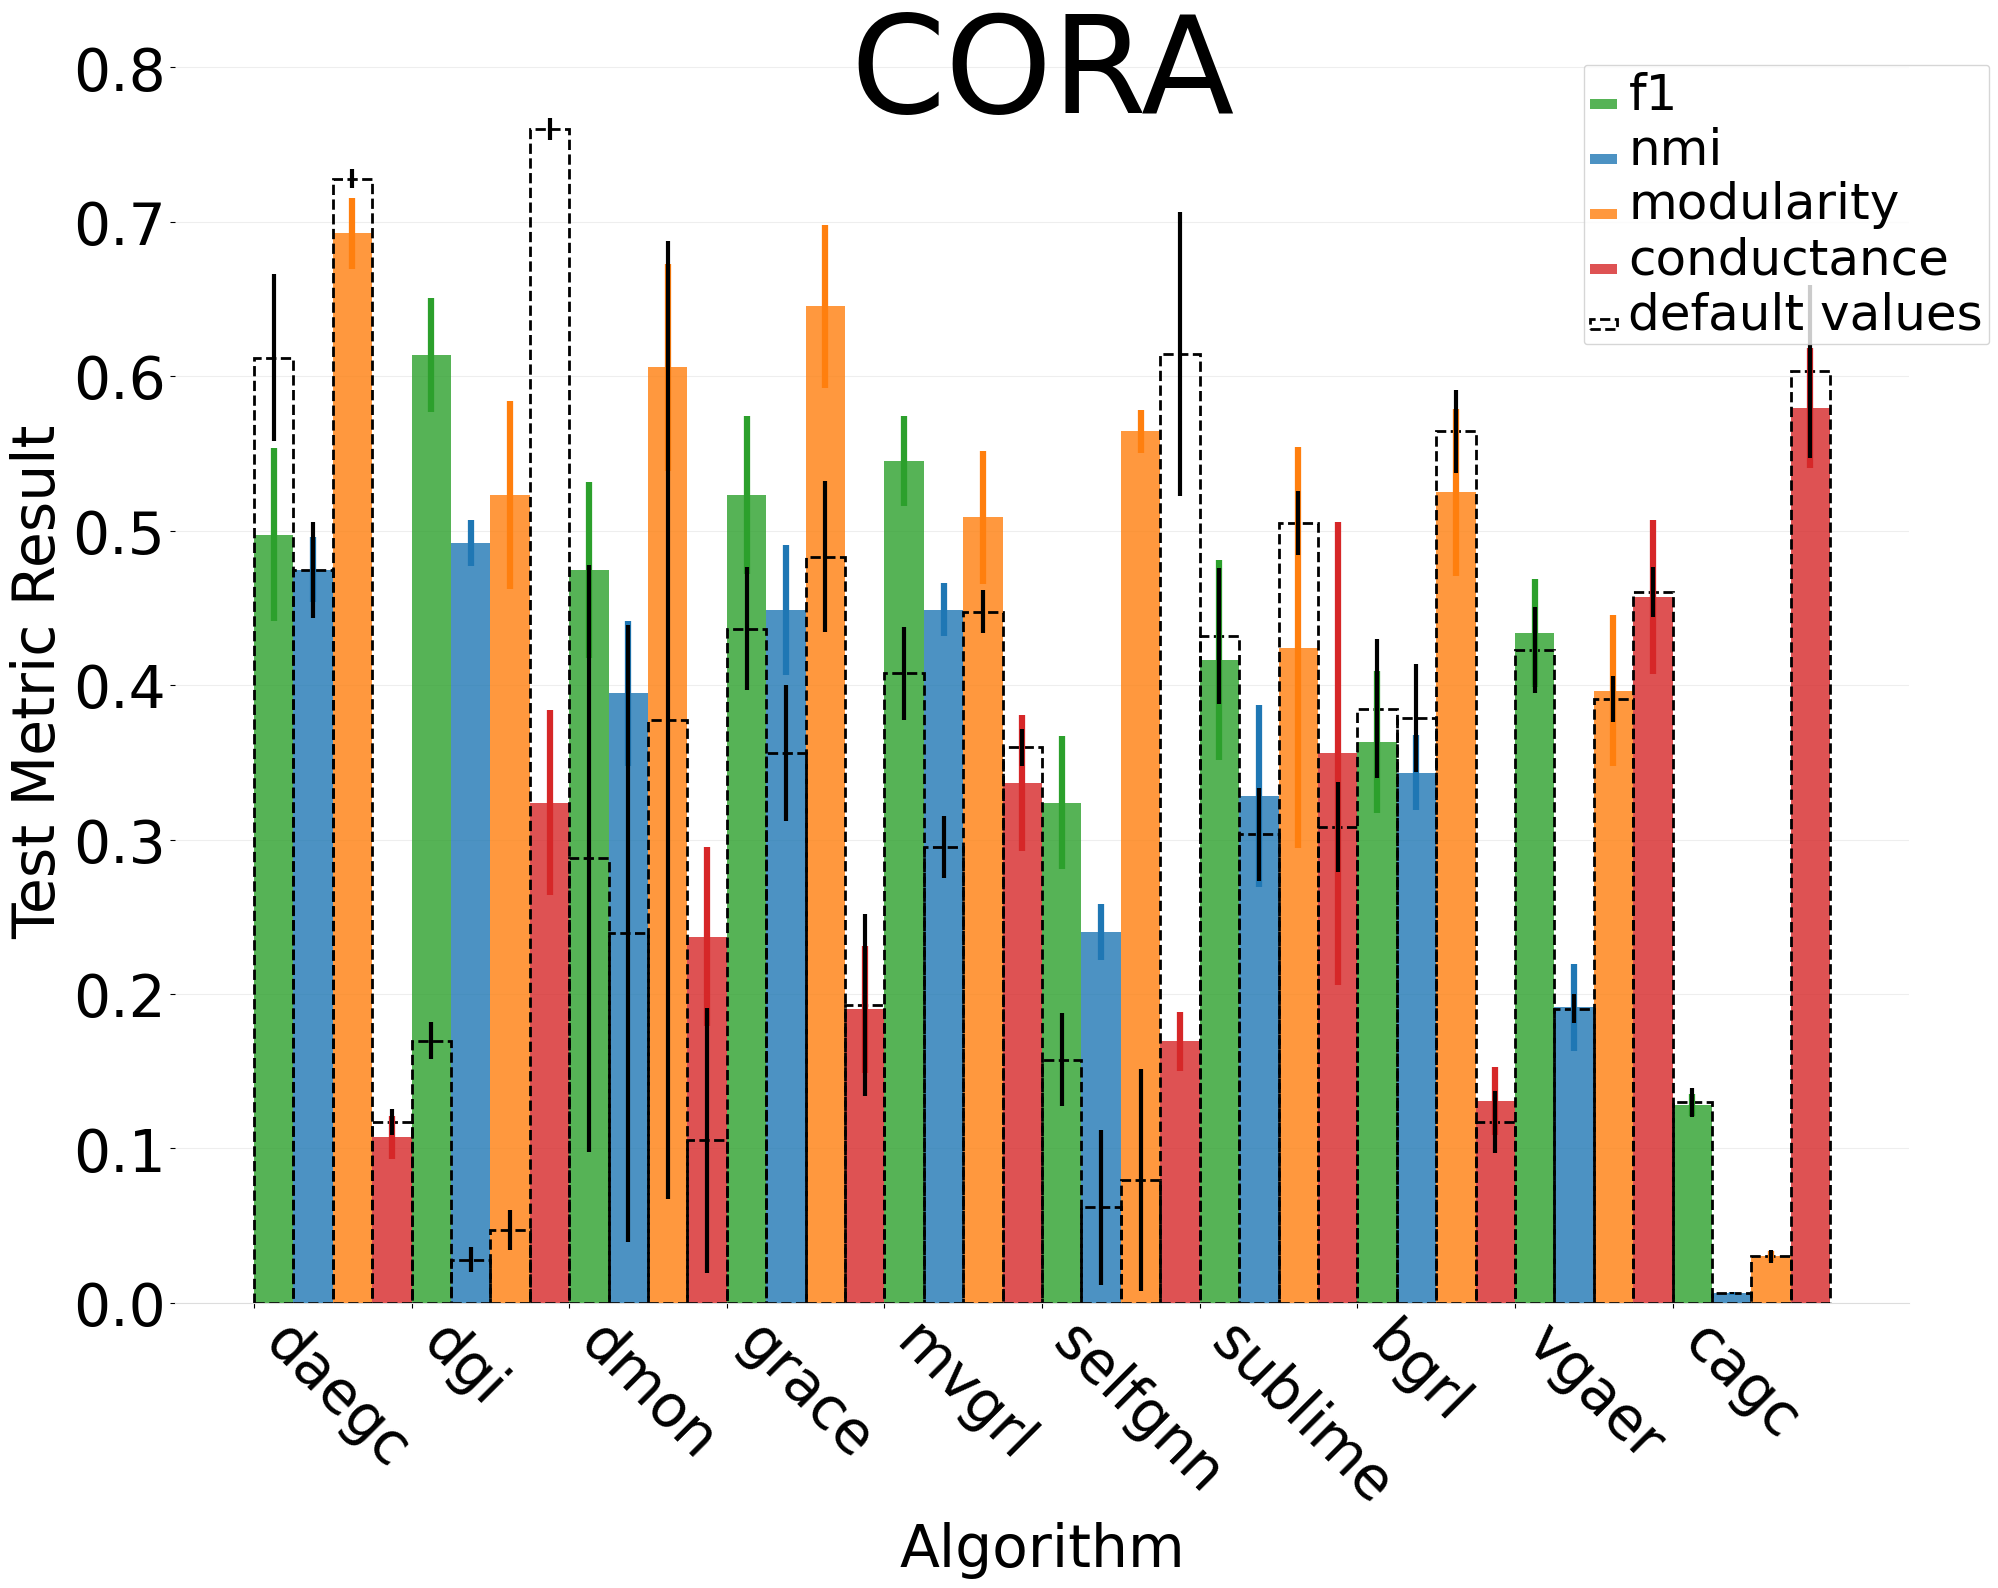 CORA
0.8
0.7
0.6
0.5
0.4
0.3
0.2
0.1
0.0
Test Metric Result
f1
nmi
modularity
conductance
default values
daegc
dgi
dmon
grace
mvgrl
selfgnn
sublime
bgrl
vgaer
cagc
Algorithm